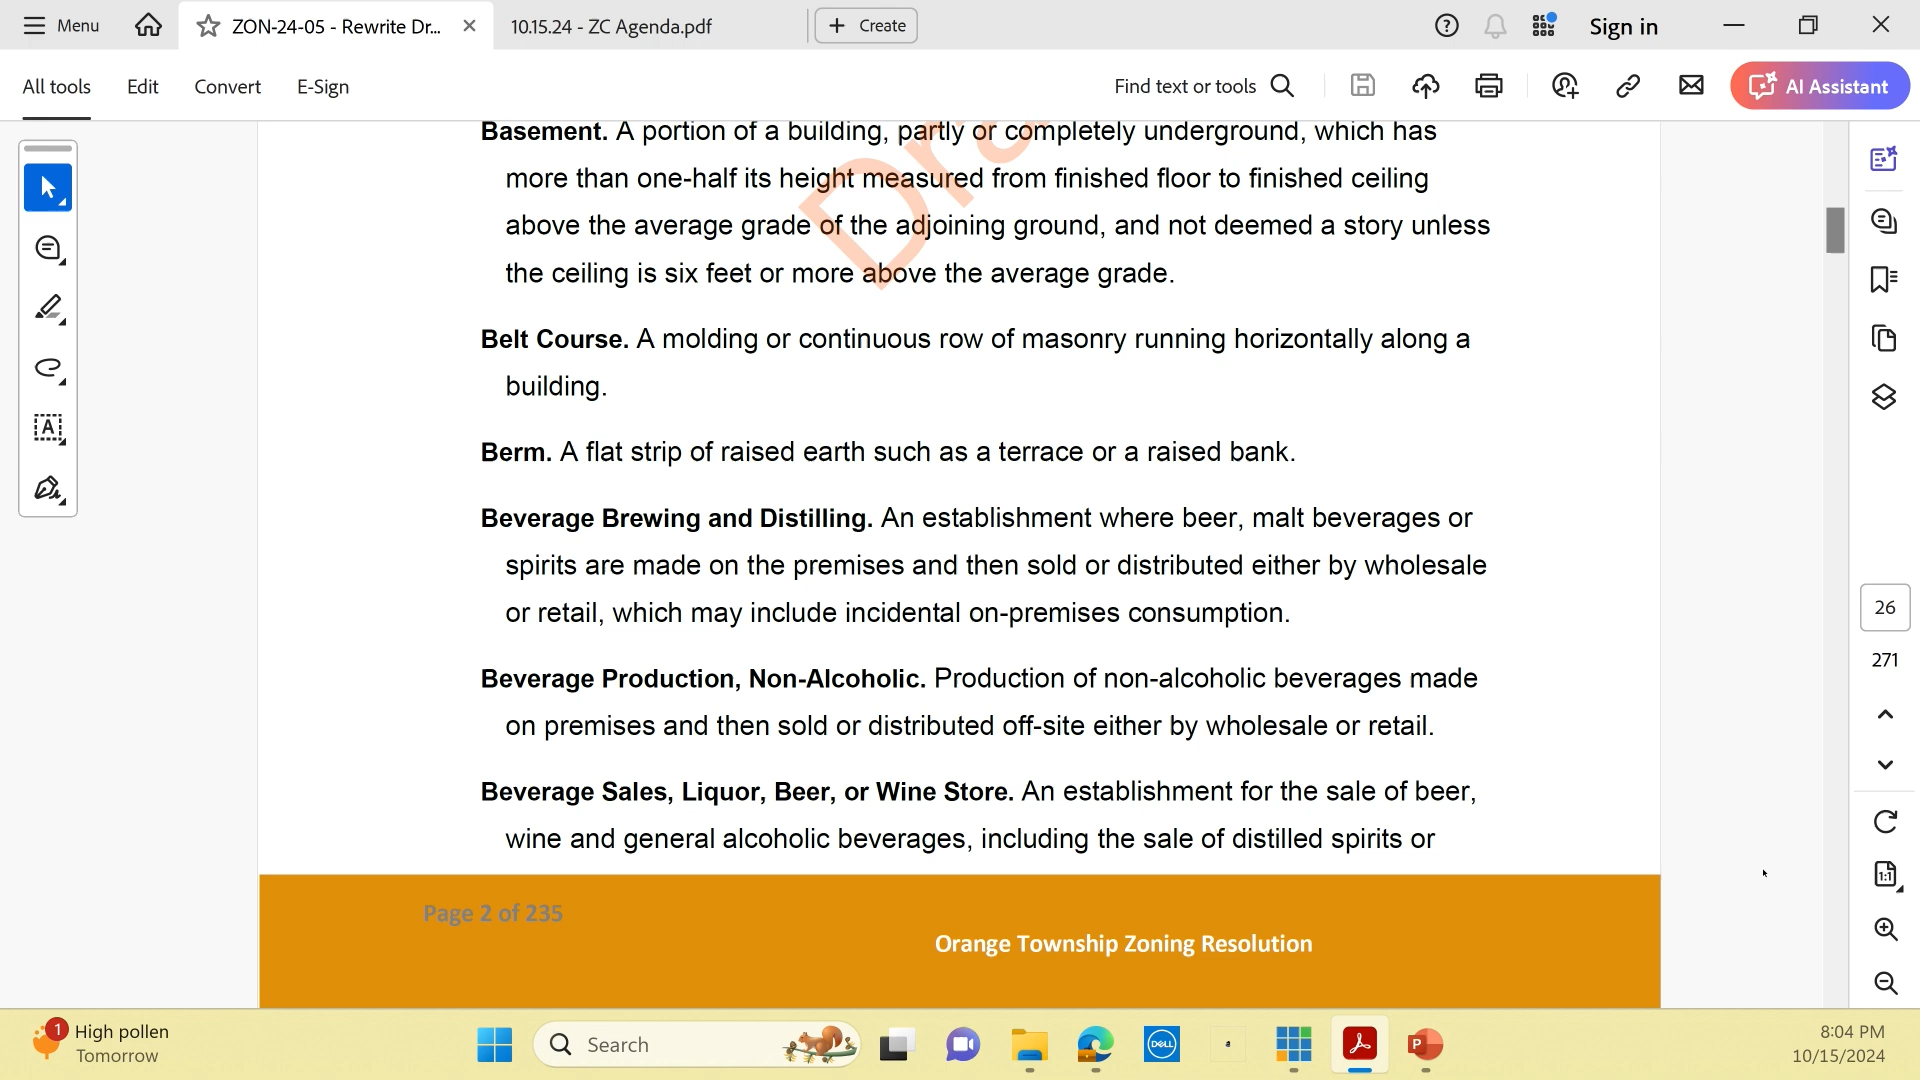 Menu
ZON-24-05 - Rewrite Dr...
10.15.24 - ZC Agenda.pdf
Create
Sign in
All tools
Edit
Convert
E-Sign
Find text or tools
AI Assistant
Basement. A portion of a building, partly or completely underground, which has
more than one-half its height measured from finished floor to finished ceiling
above the average grade of the adjoining ground, and not deemed a story unless
the ceiling is six feet or more above the average grade.
Belt Course. A molding or continuous row of masonry running horizontally along a
building.
Berm. A flat strip of raised earth such as a terrace or a raised bank.
Beverage Brewing and Distilling. An establishment where beer, malt beverages or
spirits are made on the premises and then sold or distributed either by wholesale
or retail, which may include incidental on-premises consumption.
Beverage Production, Non-Alcoholic. Production of non-alcoholic beverages made
on premises and then sold or distributed off-site either by wholesale or retail.
Beverage Sales, Liquor, Beer, or Wine Store. An establishment for the sale of beer,
wine and general alcoholic beverages, including the sale of distilled spirits or
Page 2 of 235
Orange Township Zoning Resolution
26
271
1:1
1
High pollen
Tomorrow
Search
DELL
a
P
8:04 PM
10/15/2024